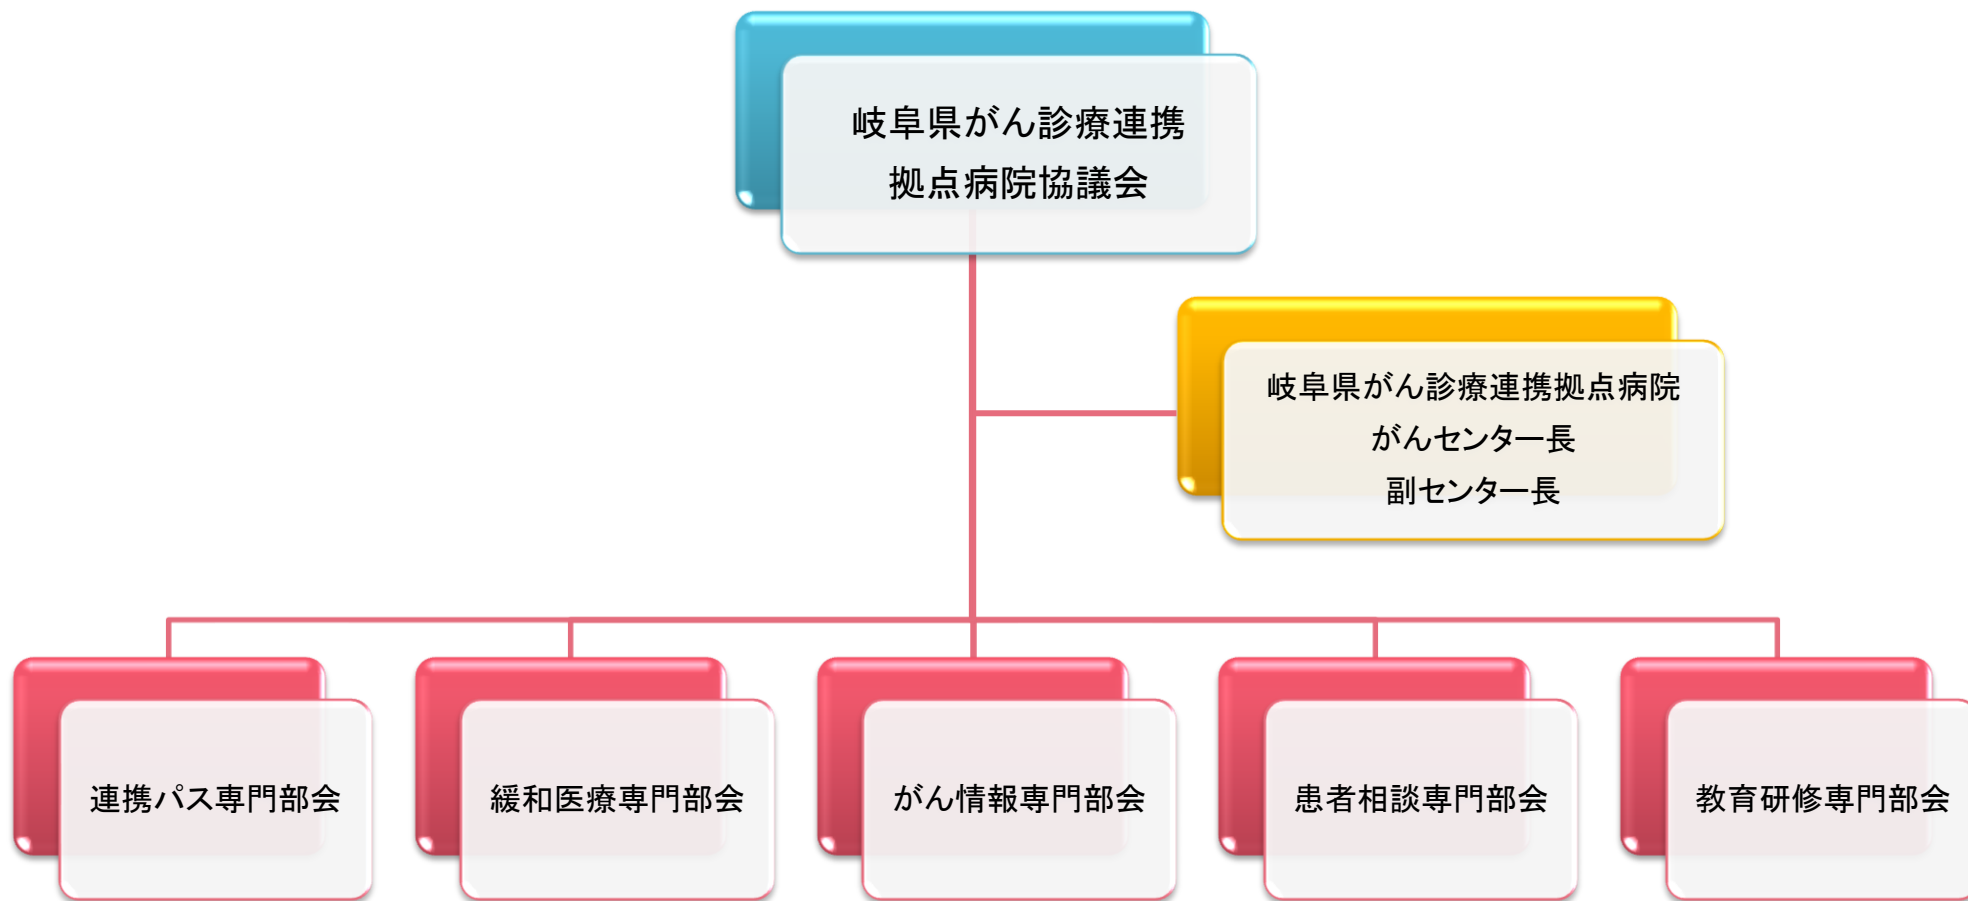 岐阜県がん診療連携
拠点病院協議会
岐阜県がん診療連携拠点病院
がんセンター長
副センター長
連携パス専門部会
緩和医療専門部会
がん情報専門部会
患者相談専門部会
教育研修専門部会